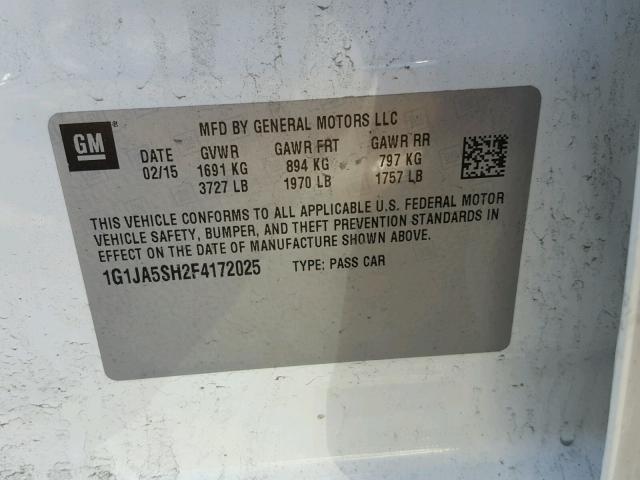 GM®
MFD BY GENERAL MOTORS LLC
DATE GVWR GAWR FRT GAWR RR
02/15 1691 KG 894 KG 797 KG
3727 LB 1970 LB 1757 LB
THIS VEHICLE CONFORMS TO ALL APPLICABLE U.S. FEDERAL MOTOR
VEHICLE SAFETY, BUMPER, AND THEFT PREVENTION STANDARDS IN
EFFECT ON THE DATE OF MANUFACTURE SHOWN ABOVE.
1G1JA5SH2F4172025 TYPE: PASS CAR